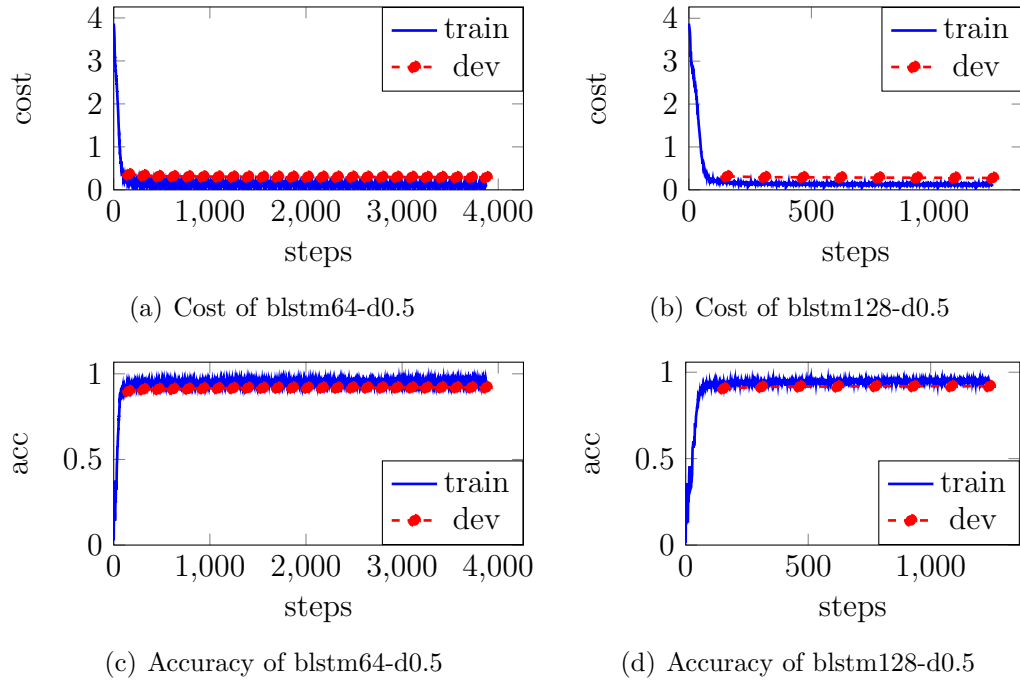 0
1
2
3
4
cost
0
1,000
2,000
3,000
4,000
steps
train
dev
(a) Cost of blstm64-d0.5
0
1
2
3
4
cost
0
500
1,000
steps
train
dev
(b) Cost of blstm128-d0.5
0
0.5
1
acc
0
1,000
2,000
3,000
4,000
steps
train
dev
(c) Accuracy of blstm64-d0.5
0
0.5
1
acc
0
500
1,000
steps
train
dev
(d) Accuracy of blstm128-d0.5